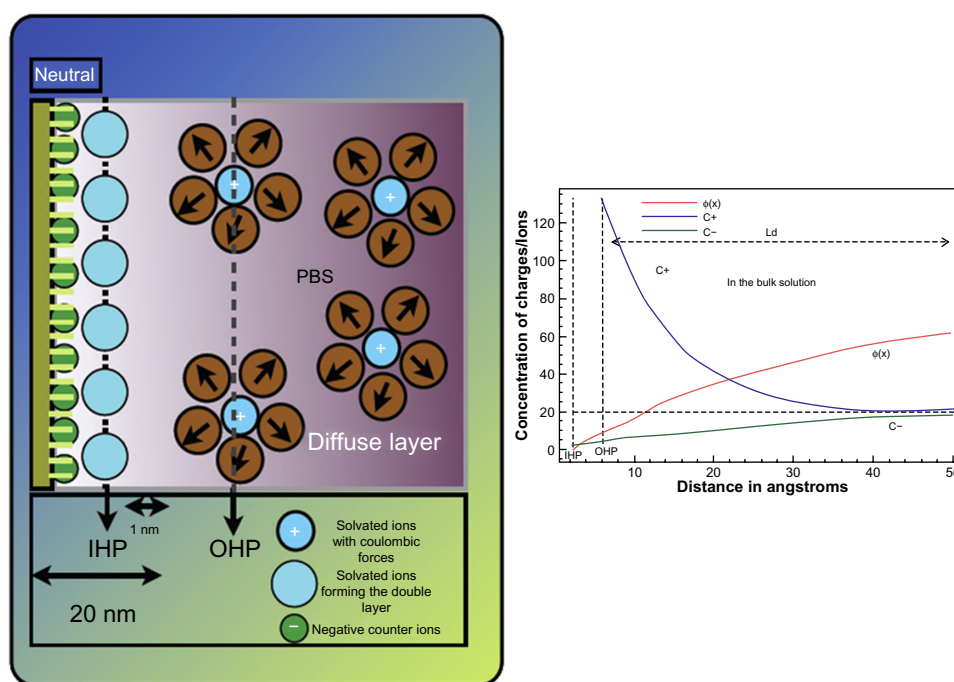 Neutral
+
+
PBS
+
+
Diffuse layer
1 nm
IHP
OHP
20 nm
+
Solvated ions
with coulombic
forces
Solvated ions
forming the double
layer
−
Negative counter ions
Concentration of charges/ions
120
100
80
60
40
20
0
ϕ(x)
C+
C−
Ld
C+
In the bulk solution
ϕ(x)
C−
IHP
OHP
10
20
30
40
50
Distance in angstroms